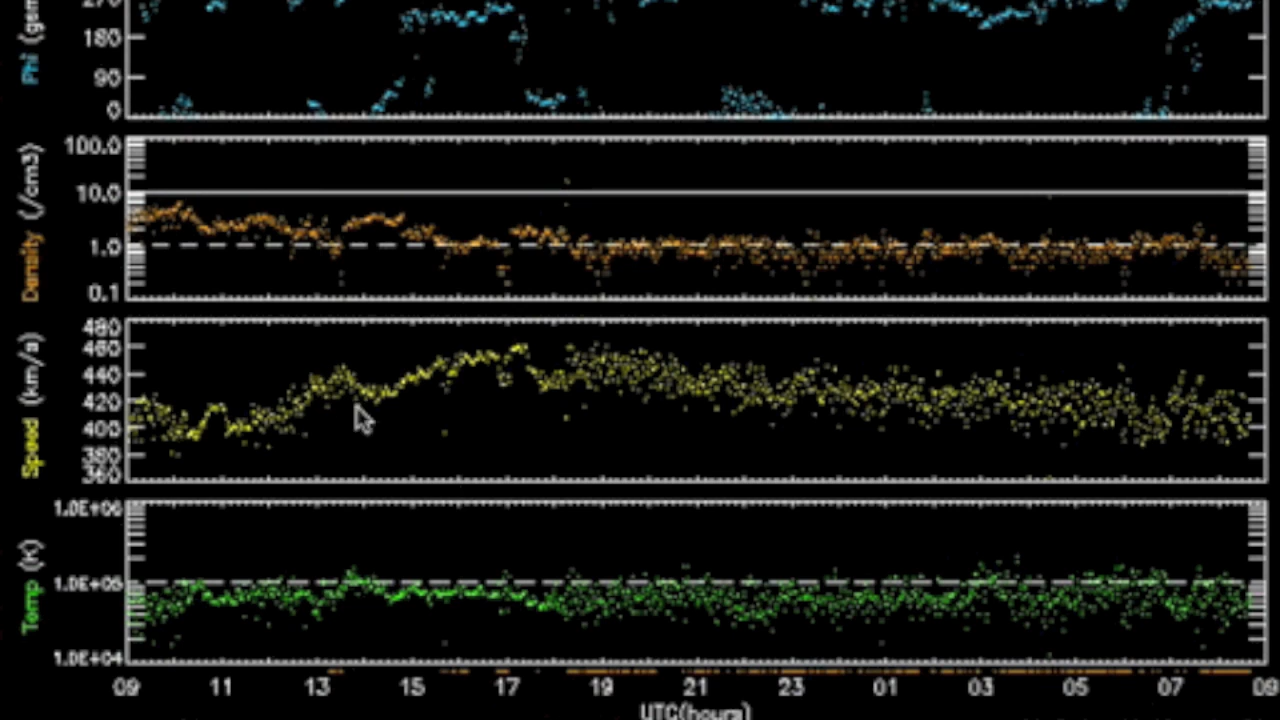 Phi (gsm
270
180
90
0
Density (/cm3)
100.0
10.0
1.0
0.1
Speed (km/s)
480
460
440
420
400
380
360
Temp (K)
1.0E+06
1.0E+05
1.0E+04
09 11 13 15 17 19 21 23 01 03 05 07 09
UTC(hours)